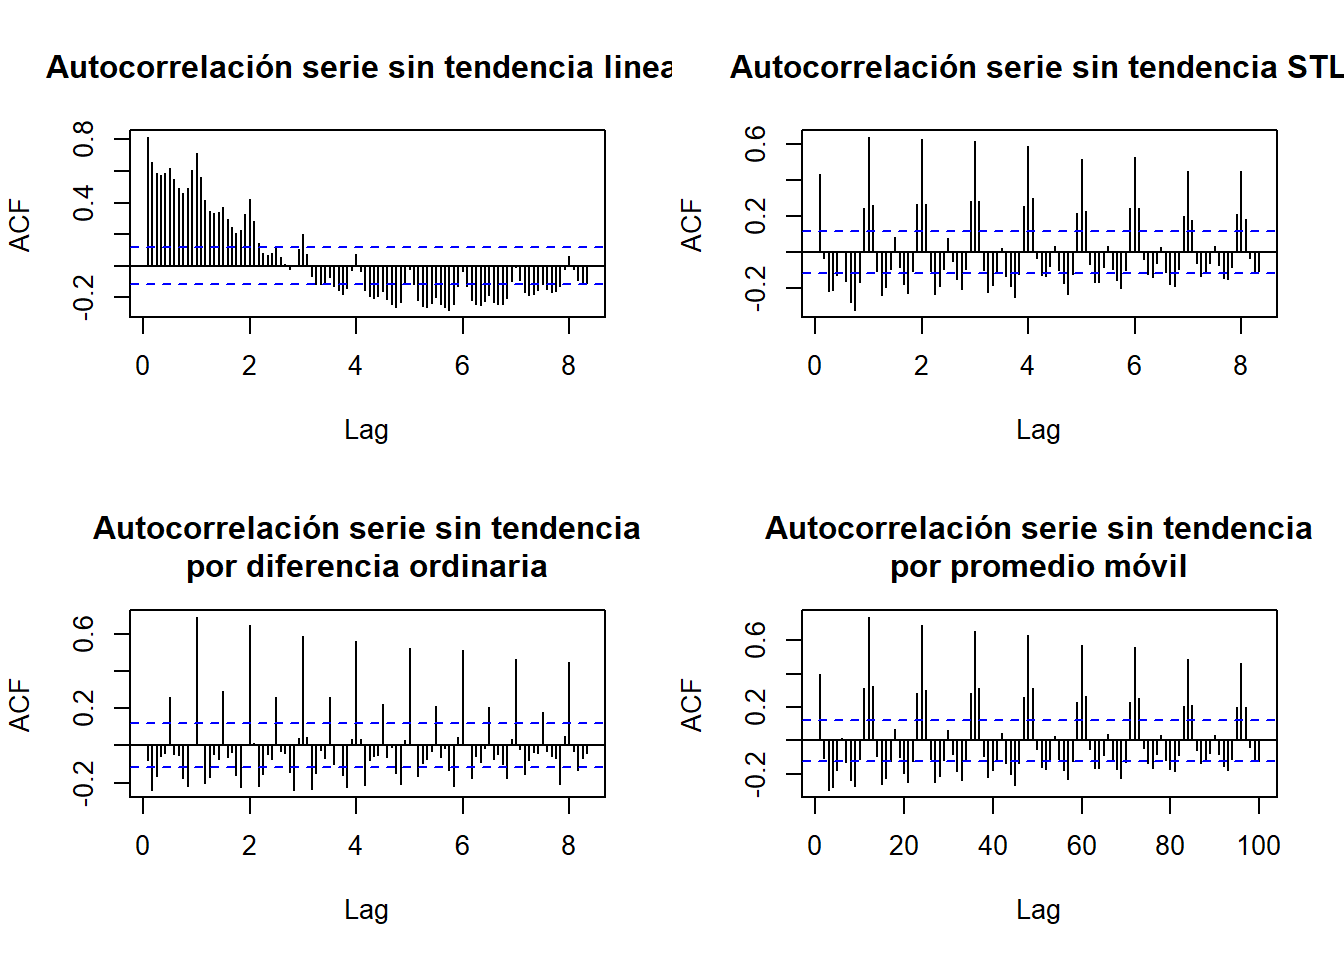 Autocorrelación serie sin tendencia linea
ACF
-0.2 0.4 0.8
0 2 4 6 8
Lag
Autocorrelación serie sin tendencia STL
ACF
-0.2 0.2 0.6
0 2 4 6 8
Lag
Autocorrelación serie sin tendencia
por diferencia ordinaria
ACF
-0.2 0.2 0.6
0 2 4 6 8
Lag
Autocorrelación serie sin tendencia
por promedio móvil
ACF
-0.2 0.2 0.6
0 20 40 60 80 100
Lag